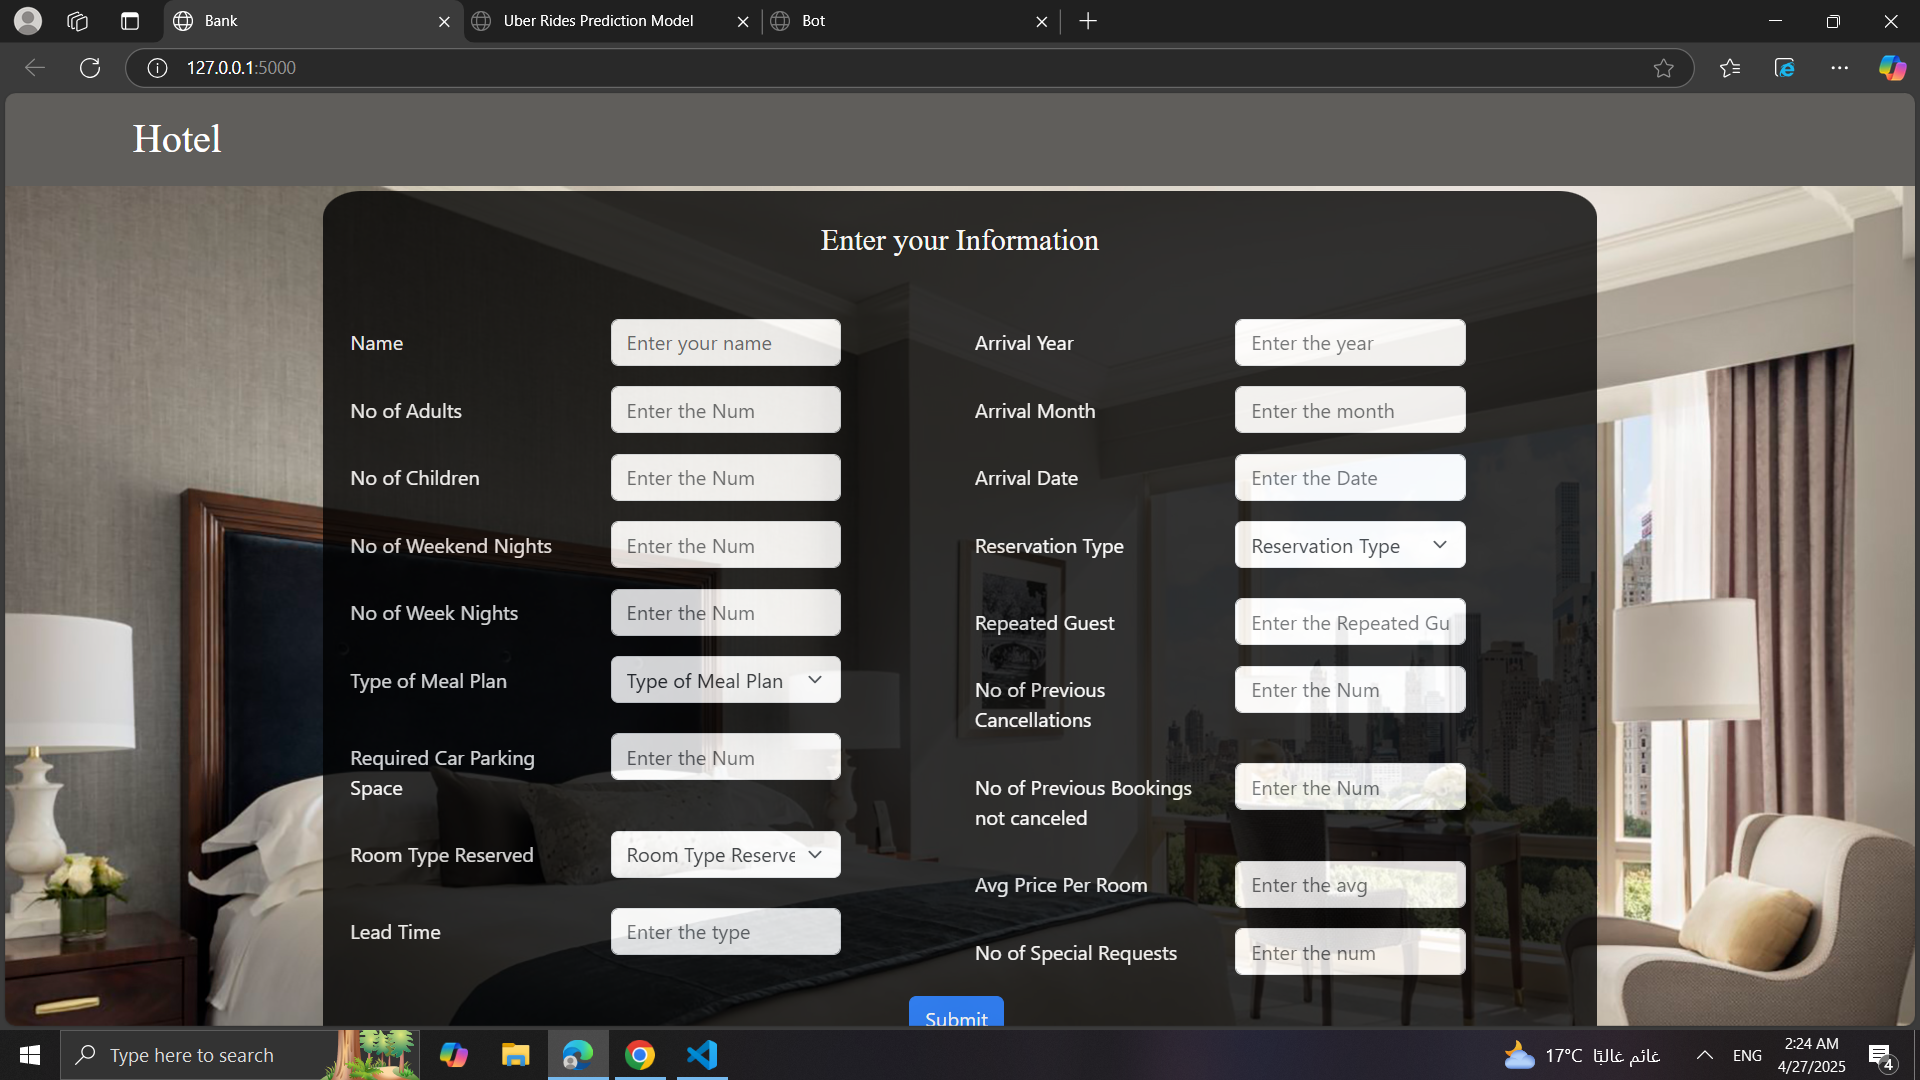 Bank
Uber Rides Prediction Model
Bot
127.0.0.1:5000
Hotel
Enter your Information
Name
Enter your name
No of Adults
Enter the Num
No of Children
Enter the Num
No of Weekend Nights
Enter the Num
No of Week Nights
Enter the Num
Type of Meal Plan
Type of Meal Plan
Required Car Parking
Space
Enter the Num
Room Type Reserved
Room Type Reserve
Lead Time
Enter the type
Arrival Year
Enter the year
Arrival Month
Enter the month
Arrival Date
Enter the Date
Reservation Type
Reservation Type
Repeated Guest
Enter the Repeated Gu
No of Previous
Cancellations
Enter the Num
No of Previous Bookings
not canceled
Enter the Num
Avg Price Per Room
Enter the avg
No of Special Requests
Enter the num
Submit
Type here to search
17°C غائم غالبًا
ENG
2:24 AM
4/27/2025
4